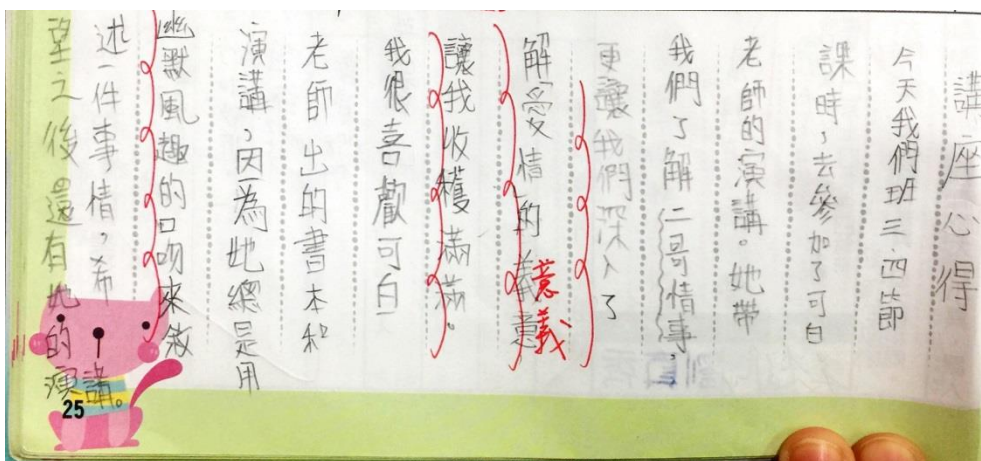 講座心得
今天我們班三、四節
課時，去參加了可白
老師的演講。她帶
我們了解二哥情事，
更讓我們深入了
解愛情的義意
意義
讓我收穫滿滿。
我很喜歡可白
老師出的書本和
演講，因為她總是用
幽默風趣的口吻來敘
述一件事情，希
望之後還有她的演講。
25